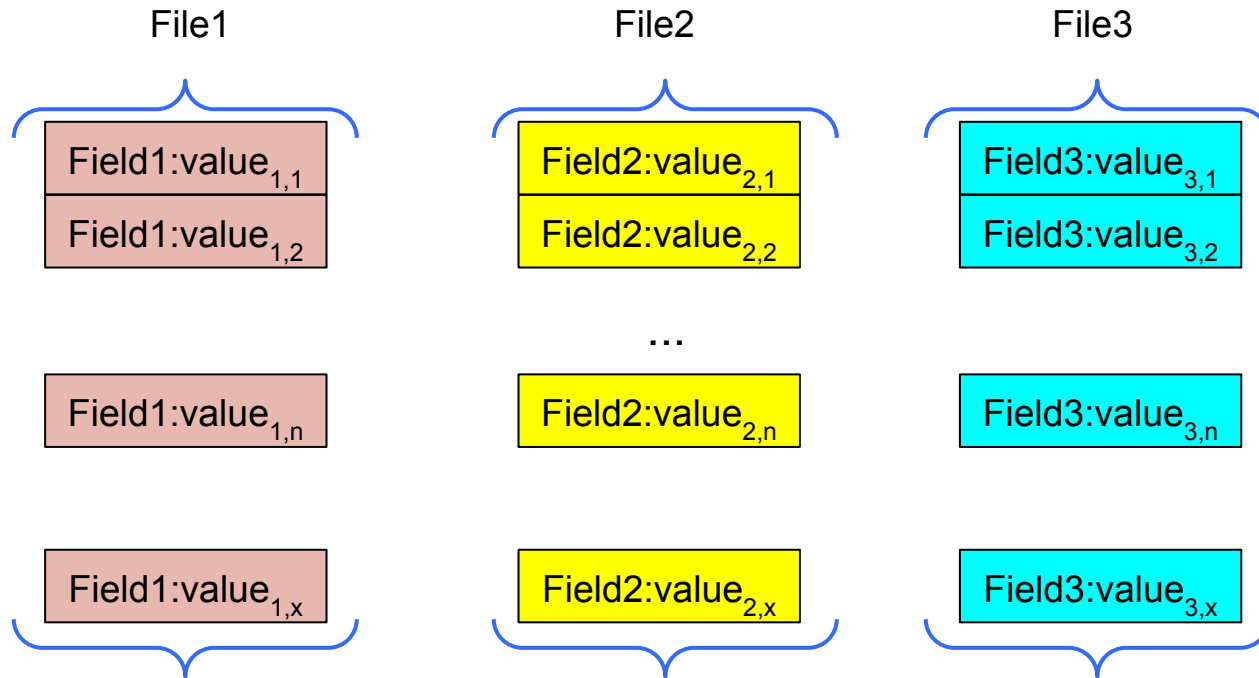 File1 File2 File3
Field1:value1,1 Field2:value2,1 Field3:value3,1
Field1:value1,2 Field2:value2,2 Field3:value3,2
...
Field1:value1,n Field2:value2,n Field3:value3,n
Field1:value1,x Field2:value2,x Field3:value3,x